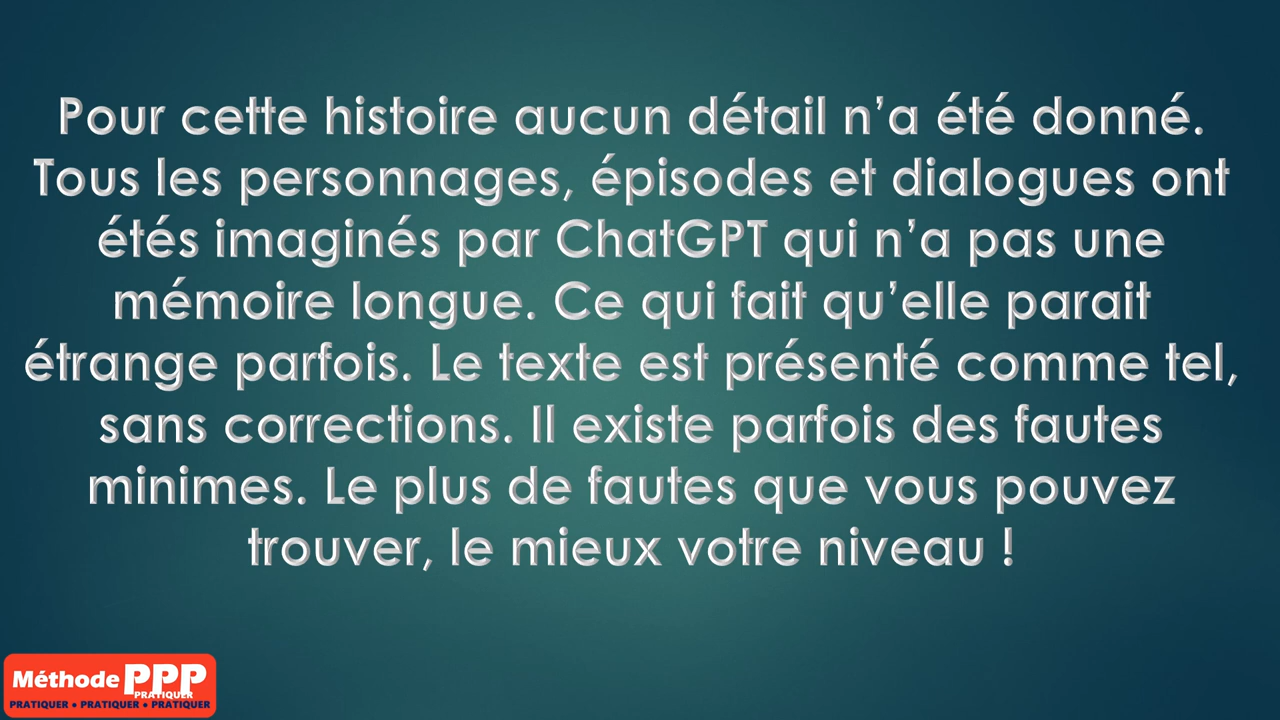 Pour cette histoire aucun détail n’a été donné.
Tous les personnages, épisodes et dialogues ont
étés imaginés par ChatGPT qui n’a pas une
mémoire longue. Ce qui fait qu’elle parait
étrange parfois. Le texte est présenté comme tel,
sans corrections. Il existe parfois des fautes
minimes. Le plus de fautes que vous pouvez
trouver, le mieux votre niveau !
Méthode PPP
PRATIQUER
PRATIQUER • PRATIQUER • PRATIQUER